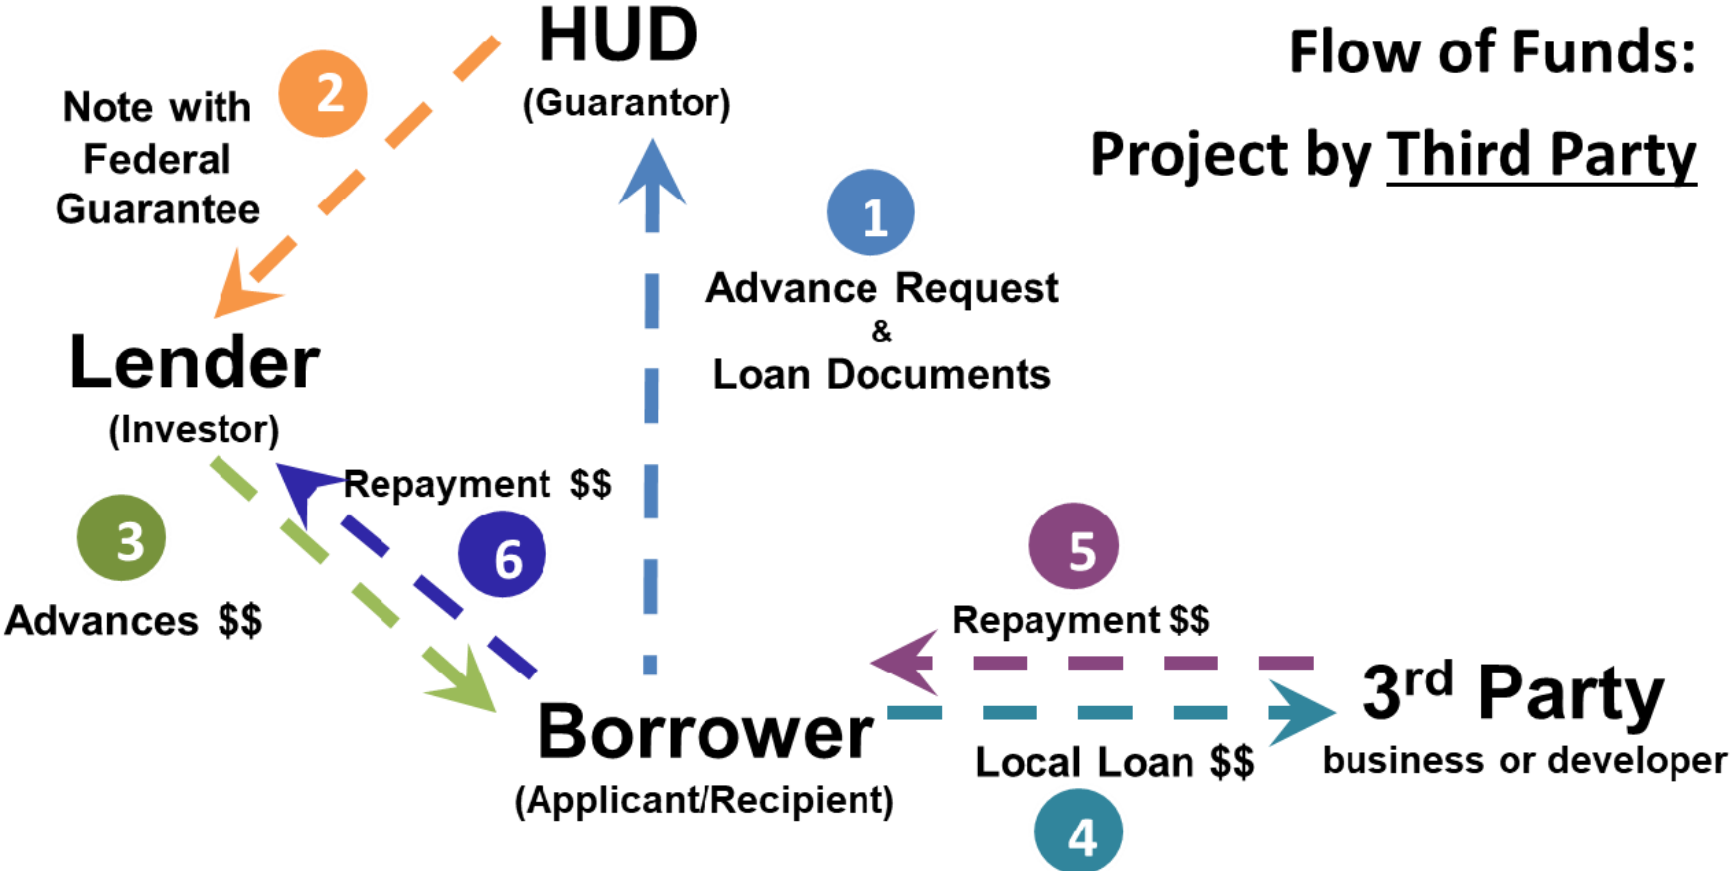 HUD
(Guarantor)
Flow of Funds:
Project by Third Party
2
Note with
Federal
Guarantee
1
Advance Request
&
Loan Documents
Lender
(Investor)
Repayment $$
6
3
Advances $$
5
Repayment $$
3rd Party
business or developer
Borrower
(Applicant/Recipient)
Local Loan $$
4